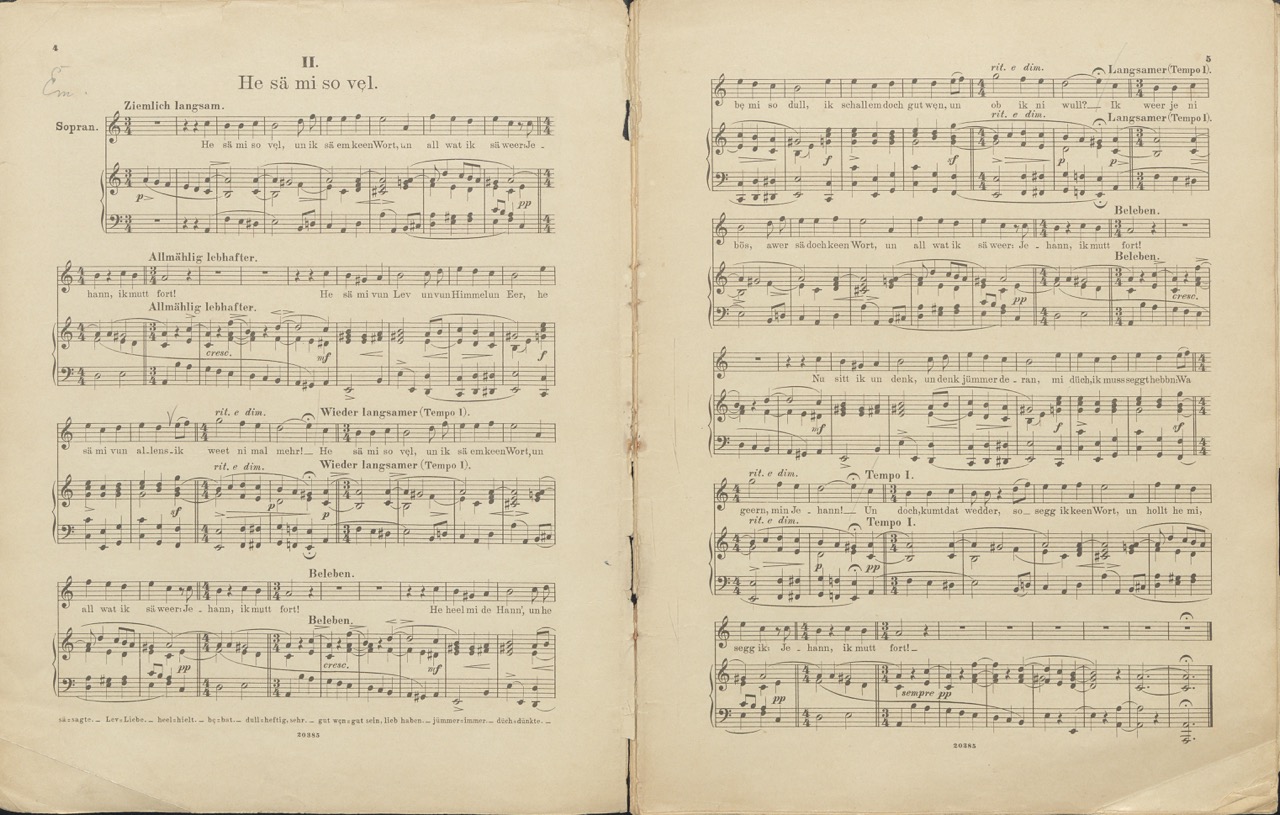 4
II.
He sä mi so vęl.
Em.
Ziemlich langsam.
Sopran.
He sä mi so vęl, un ik sä em keen Wort, un all wat ik sä weer: Je -
p
pp
Allmählig lebhafter.
hann, ik mutt fort! He sä mi vun Lev un vun Himmel un Eer, he
Allmählig lebhafter.
cresc. mf f
rit. e dim. Wieder langsamer (Tempo I).
sä mi vun al-lens-ik weet ni mal mehr! He sä mi so vęl, un ik sä em keen Wort, un
rit. e dim. Wieder langsamer (Tempo I).
sf p p
Beleben.
all wat ik sä weer: Je - hann, ik mutt fort! He heel mi de Hann', un he
Beleben.
pp cresc. mf
sä = sagte. — Lev = Liebe. — heel = hielt. — bę = bat. — dull = heftig, sehr. — gut węn = gut sein, lieb haben. — jümmer = immer. — düch = dünkte. —
20385
5
rit. e dim. Langsamer (Tempo I).
bę mi so dull, ik schall em doch gut węn, un ob ik ni wull? Ik weer je ni
rit. e dim. Langsamer (Tempo I).
f sf p p
Beleben.
bös, awer sä doch keen Wort, un all wat ik sä weer: Je - hann, ik mutt fort!
Beleben.
pp cresc.
Nu sitt ik un denk, un denk jümmer de - ran, mi düch, ik muss seggt hebbn: Wa
mf f sf
rit. e dim. Tempo I.
geern, min Je - hann! Un doch, kumt dat wedder, so segg ik keen Wort, un hollt he mi,
rit. e dim. Tempo I.
p pp
segg ik: Je - hann, ik mutt fort!
pp sempre pp
20385